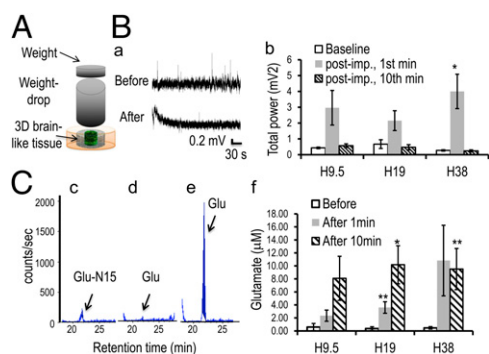 A
Weight
Weight-
drop
3D brain-
like tissue
B
a
Before
After
0.2 mV
30 s
b
Baseline
post-imp., 1st min
post-imp., 10th min
*
Total power (mV2)
6
5
4
3
2
1
0
H9.5
H19
H38
C
c
d
e
Glu
Glu-N15
Glu
counts/sec
2000
1500
1000
500
0
20 25
20 25
20 25
Retention time (min)
f
Before
After 1min
After 10min
Glutamate (μM)
18.00
16.00
14.00
12.00
10.00
8.00
6.00
4.00
2.00
0.00
**
*
**
H9.5
H19
H38